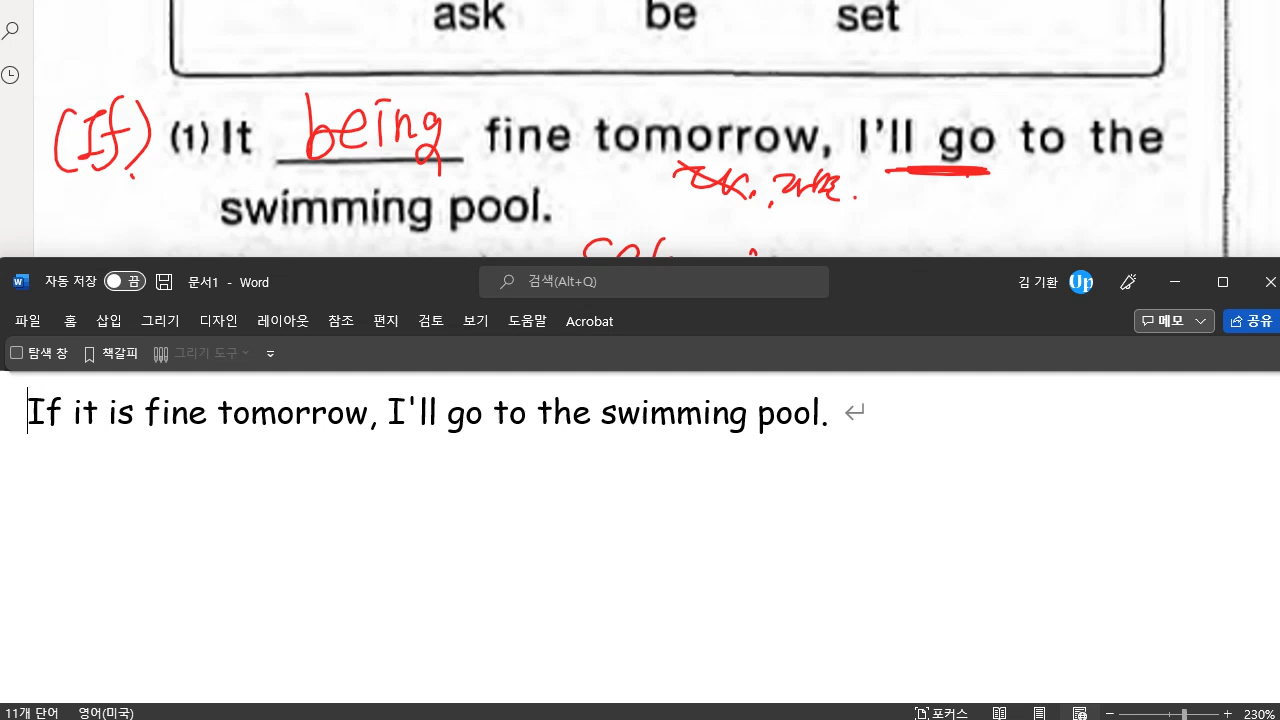 ask be set
(If) (1) It being fine tomorrow, I'll go to the
swimming pool.
자동 저장 끔 문서1 - Word 검색(Alt+Q) 김 기환 Up
파일 홈 삽입 그리기 디자인 레이아웃 참조 편지 검토 보기 도움말 Acrobat 메모 공유
탐색 창 책갈피 그리기 도구
If it is fine tomorrow, I'll go to the swimming pool.
11개 단어 영어(미국) 포커스 230%